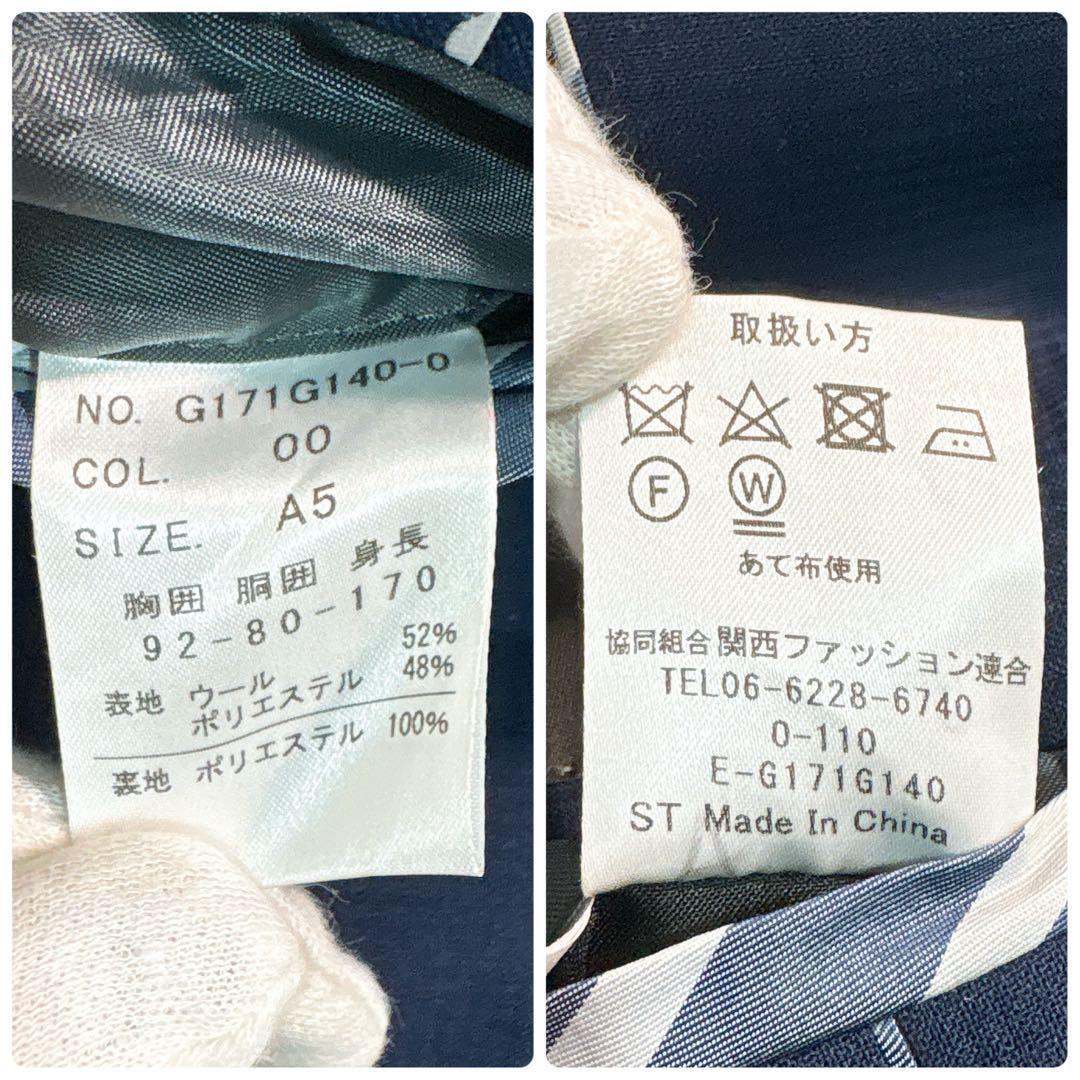 NO. G171G140-0
COL. 00
SIZE. A5
胸囲 胴囲 身長
92-80-170
表地 ウール 52%
ポリエステル 48%
裏地 ポリエステル 100%
取扱い方
F W
あて布使用
協同組合関西ファッション連合
TEL06-6228-6740
0-110
E-G171G140
ST Made In China